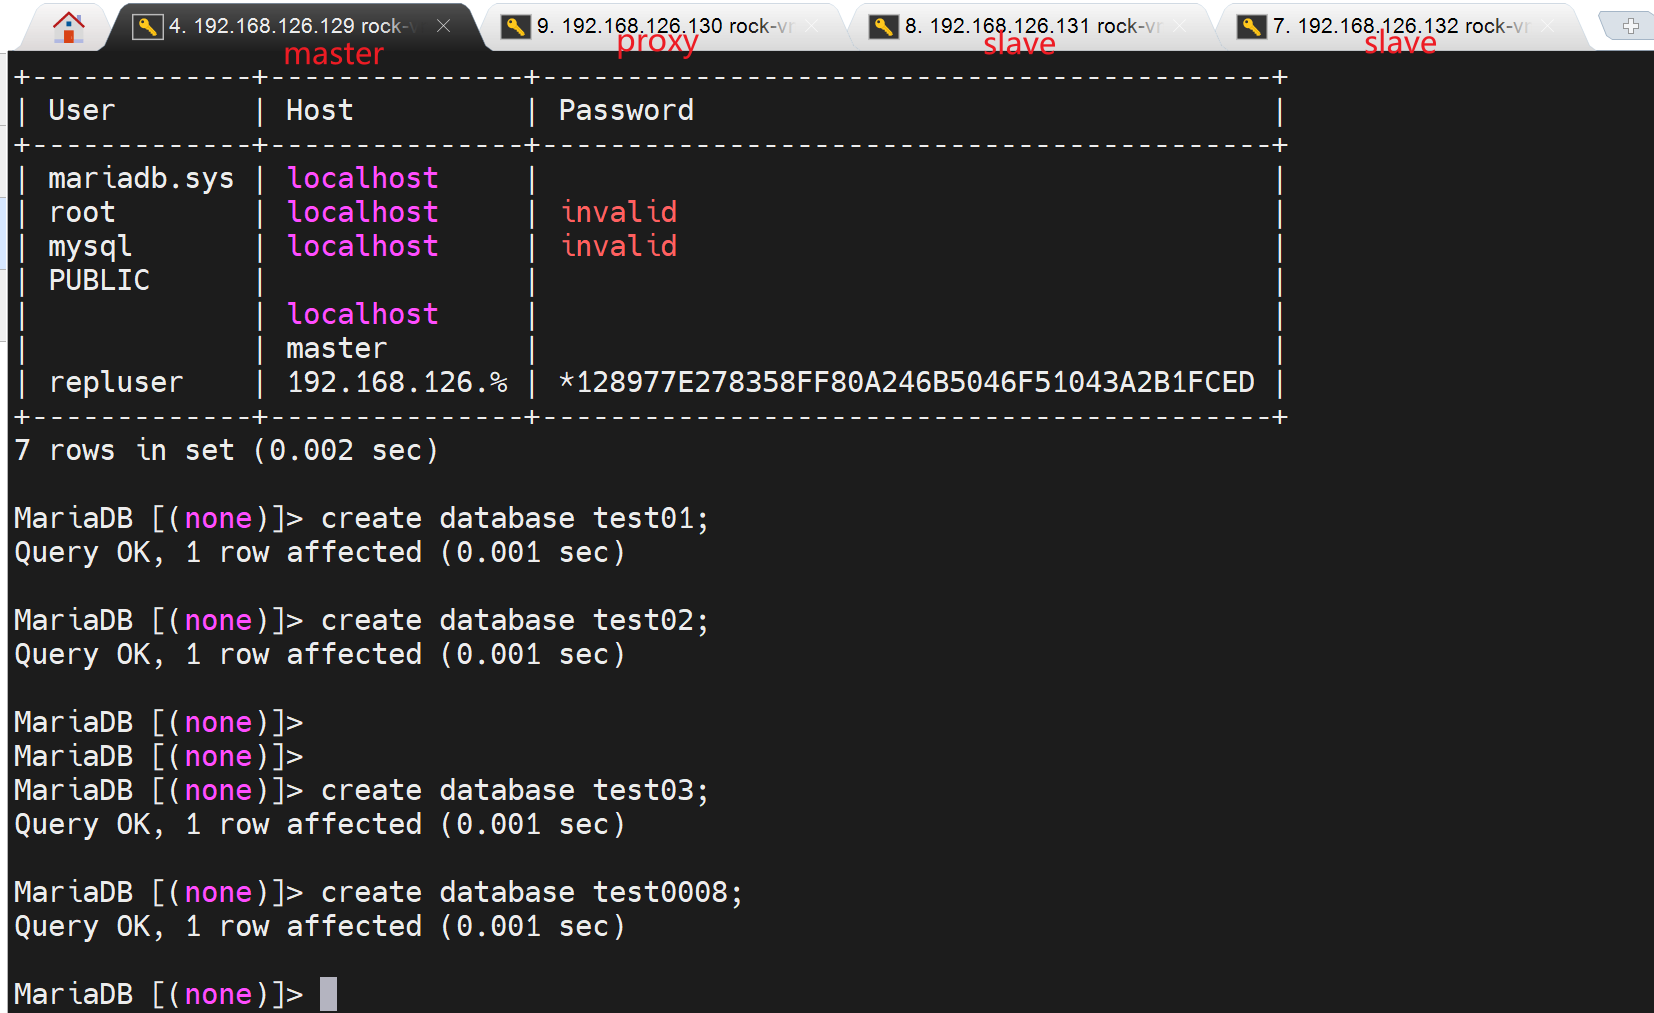 4. 192.168.126.129 rock-
9. 192.168.126.130 rock-vr
8. 192.168.126.131 rock-vr
7. 192.168.126.132 rock-vr
master
proxy
slave
slave
+-------------+---------------+-------------------------------------------+
| User        | Host          | Password                                  |
+-------------+---------------+-------------------------------------------+
| mariadb.sys | localhost     |                                           |
| root        | localhost     | invalid                                   |
| mysql       | localhost     | invalid                                   |
| PUBLIC      |               |                                           |
|             | localhost     |                                           |
|             | master        |                                           |
| repluser    | 192.168.126.% | *128977E278358FF80A246B5046F51043A2B1FCED |
+-------------+---------------+-------------------------------------------+
7 rows in set (0.002 sec)
MariaDB [(none)]> create database test01;
Query OK, 1 row affected (0.001 sec)
MariaDB [(none)]> create database test02;
Query OK, 1 row affected (0.001 sec)
MariaDB [(none)]>
MariaDB [(none)]>
MariaDB [(none)]> create database test03;
Query OK, 1 row affected (0.001 sec)
MariaDB [(none)]> create database test0008;
Query OK, 1 row affected (0.001 sec)
MariaDB [(none)]>